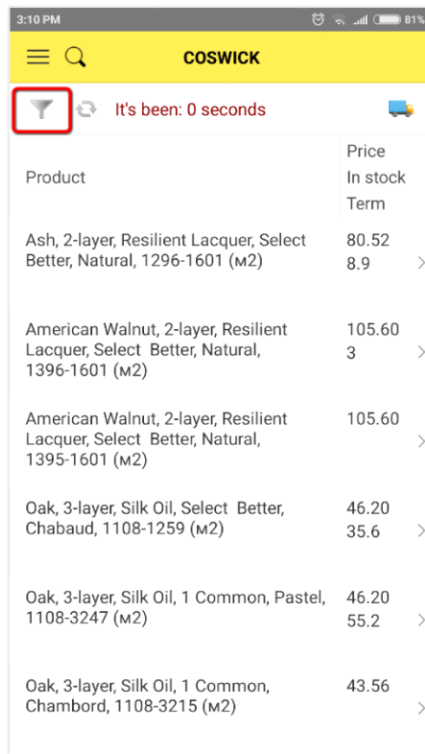 3:10 PM 81%
COSWICK
It's been: 0 seconds
Product
Price
In stock
Term
Ash, 2-layer, Resilient Lacquer, Select
Better, Natural, 1296-1601 (м2)
80.52
8.9
American Walnut, 2-layer, Resilient
Lacquer, Select Better, Natural,
1396-1601 (м2)
105.60
3
American Walnut, 2-layer, Resilient
Lacquer, Select Better, Natural,
1395-1601 (м2)
105.60
Oak, 3-layer, Silk Oil, Select Better,
Chabaud, 1108-1259 (м2)
46.20
35.6
Oak, 3-layer, Silk Oil, 1 Common, Pastel,
1108-3247 (м2)
46.20
55.2
Oak, 3-layer, Silk Oil, 1 Common,
Chambord, 1108-3215 (м2)
43.56